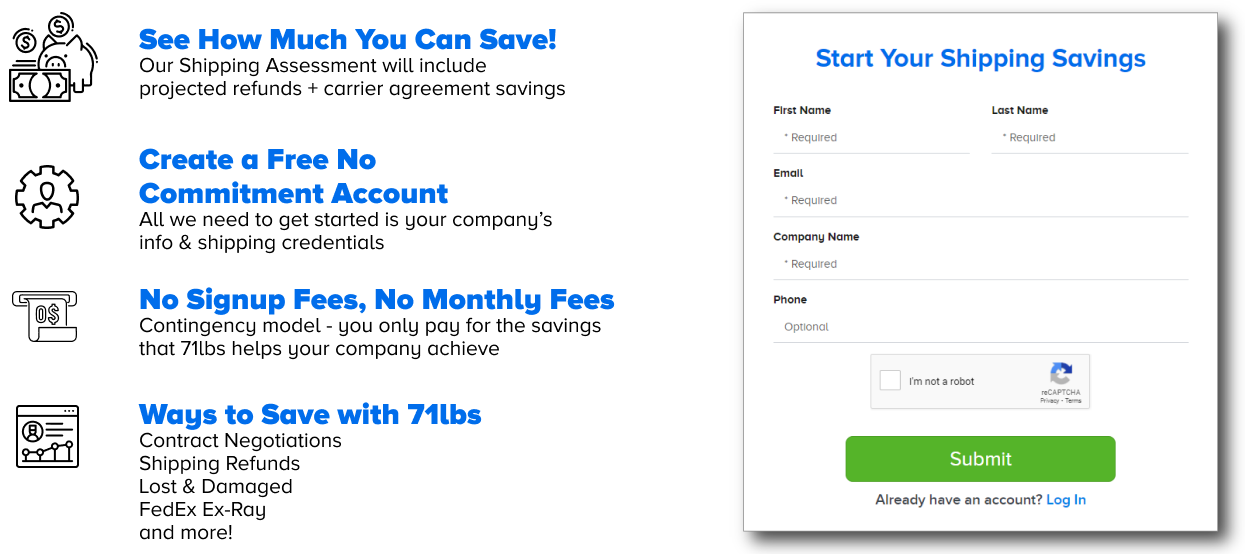 See How Much You Can Save!
Our Shipping Assessment will include
projected refunds + carrier agreement savings
Create a Free No
Commitment Account
All we need to get started is your company's
info & shipping credentials
0$
No Signup Fees, No Monthly Fees
Contingency model - you only pay for the savings
that 71lbs helps your company achieve
Ways to Save with 71lbs
Contract Negotiations
Shipping Refunds
Lost & Damaged
FedEx Ex-Ray
and more!
Start Your Shipping Savings
First Name Last Name
* Required * Required
Email
* Required
Company Name
* Required
Phone
Optional
I'm not a robot
reCAPTCHA
Privacy - Terms
Submit
Already have an account? Log In